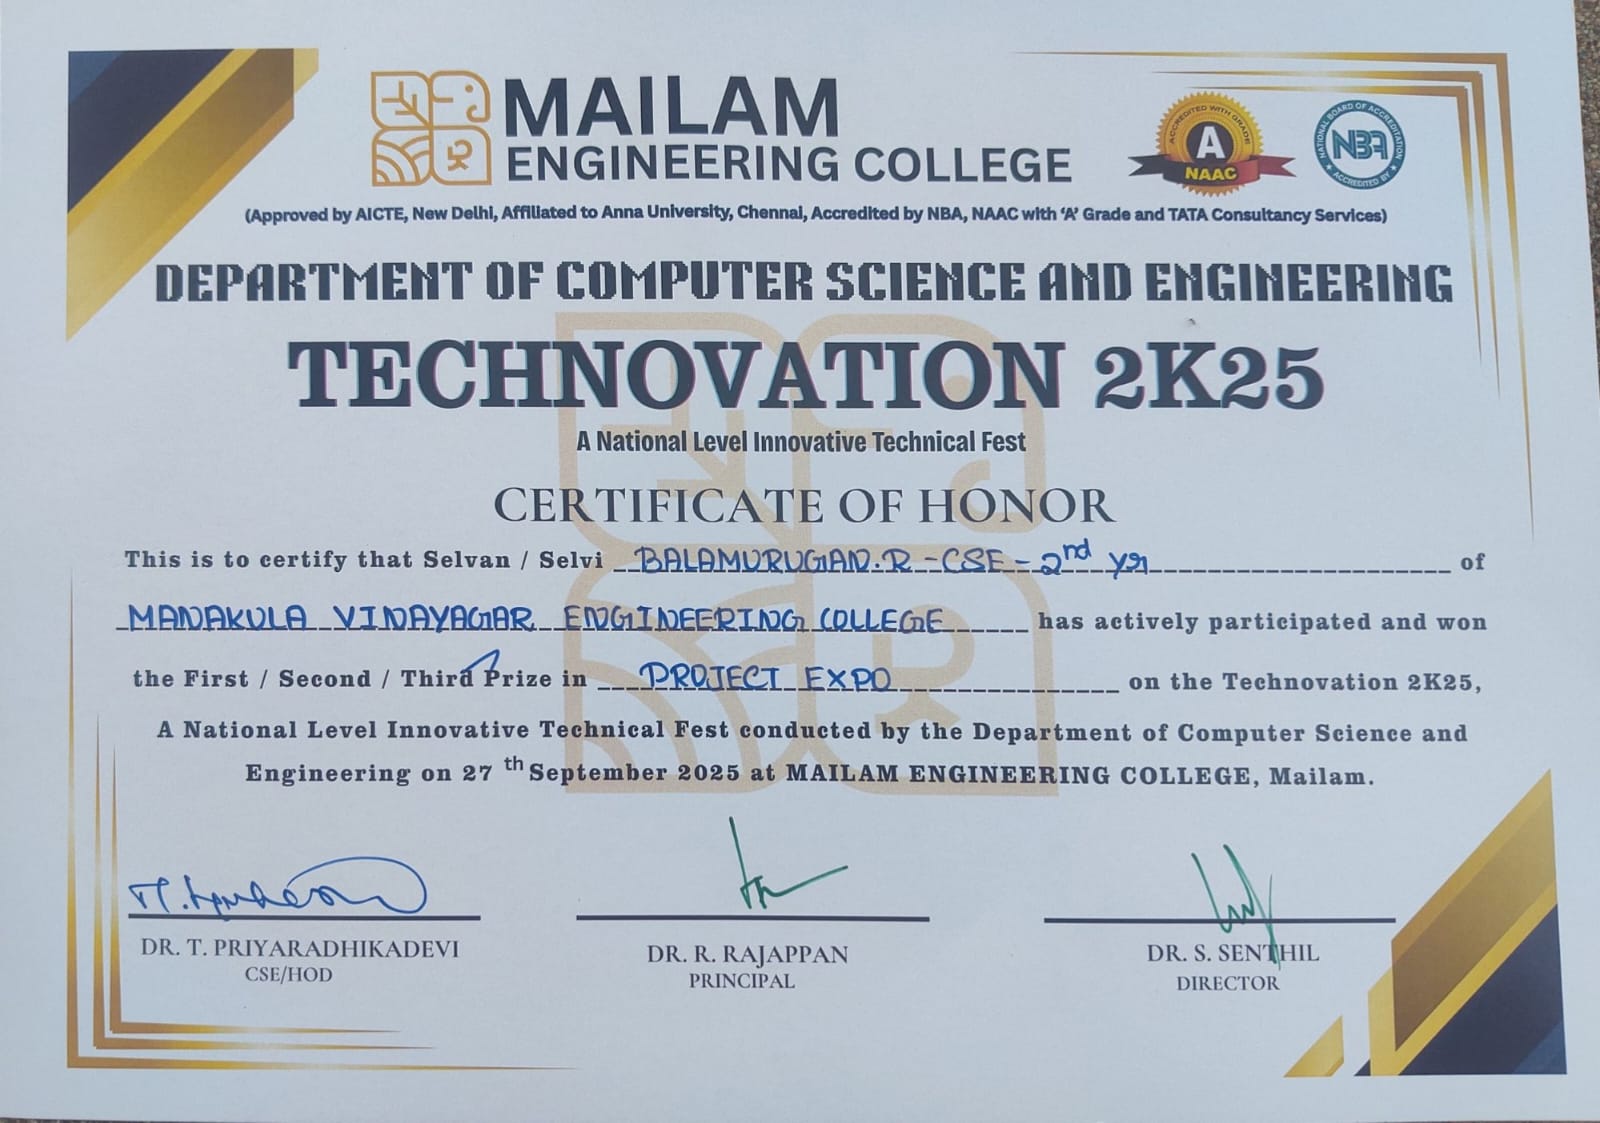 MAILAM
ENGINEERING COLLEGE
ACCREDITED WITH GRADE
A
NAAC
NATIONAL BOARD OF ACCREDITATION
NBA
ACCREDITED BY
(Approved by AICTE, New Delhi, Affiliated to Anna University, Chennai, Accredited by NBA, NAAC with ‘A’ Grade and TATA Consultancy Services)
DEPARTMENT OF COMPUTER SCIENCE AND ENGINEERING
TECHNOVATION 2K25
A National Level Innovative Technical Fest
CERTIFICATE OF HONOR
This is to certify that Selvan / Selvi BALAMURUGAN.R-CSE-2nd yr of
MANAKULA VINAYAGAR ENGINEERING COLLEGE has actively participated and won
the First / Second / Third Prize in PROJECT EXPO on the Technovation 2K25,
A National Level Innovative Technical Fest conducted by the Department of Computer Science and
Engineering on 27 th September 2025 at MAILAM ENGINEERING COLLEGE, Mailam.
DR. T. PRIYARADHIKADEVI
CSE/HOD
DR. R. RAJAPPAN
PRINCIPAL
DR. S. SENTHIL
DIRECTOR